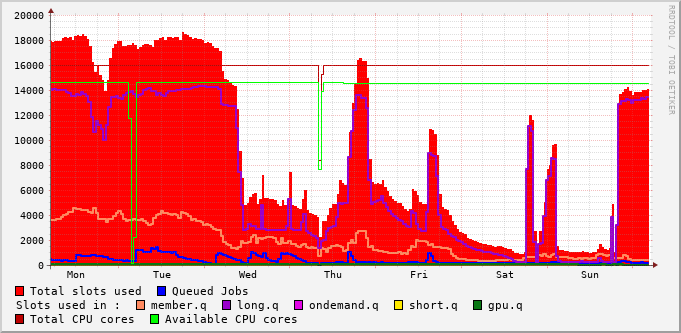 RRDTOOL / TOBI OETIKER
20000
18000
16000
14000
12000
10000
8000
6000
4000
2000
0
Mon Tue Wed Thu Fri Sat Sun
Total slots used Queued Jobs
Slots used in : member.q long.q ondemand.q short.q gpu.q
Total CPU cores Available CPU cores